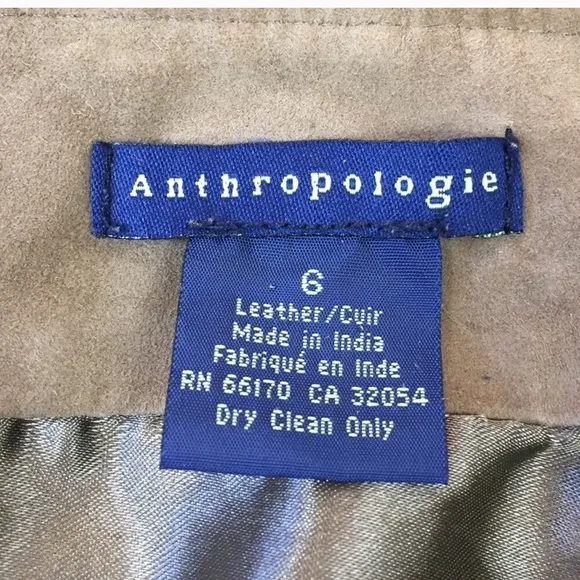 Anthropologie
6
Leather/Cuir
Made in India
Fabriqué en Inde
RN 66170 CA 32054
Dry Clean Only